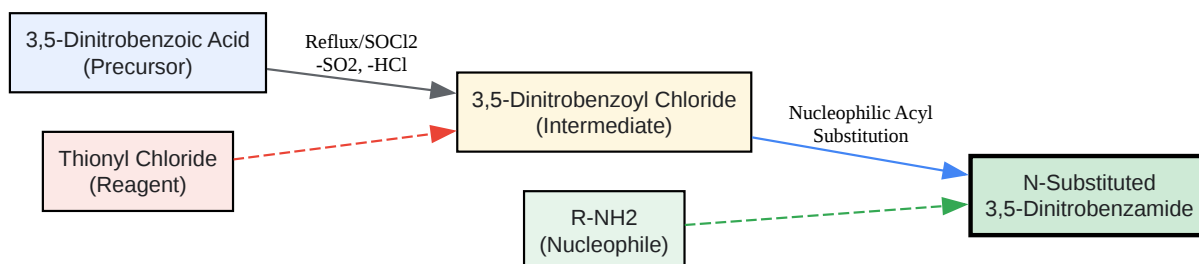 3,5-Dinitrobenzoic Acid
(Precursor)
Reflux/SOCl2
-SO2, -HCl
Thionyl Chloride
(Reagent)
3,5-Dinitrobenzoyl Chloride
(Intermediate)
Nucleophilic Acyl
Substitution
R-NH2
(Nucleophile)
N-Substituted
3,5-Dinitrobenzamide